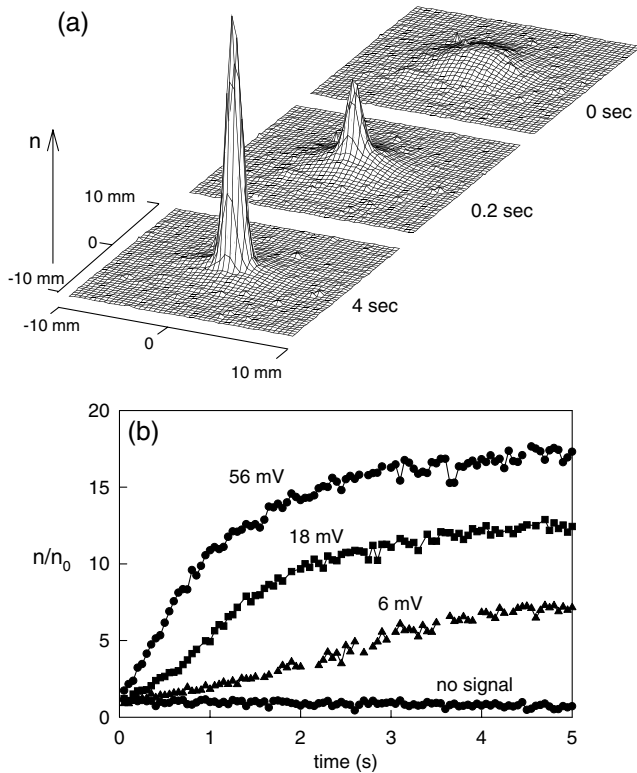 (a)
0 sec
n
0.2 sec
10 mm
0
-10 mm
4 sec
-10 mm
0
10 mm
(b)
20
56 mV
15
n/n0
18 mV
10
6 mV
5
no signal
0
0 1 2 3 4 5
time (s)